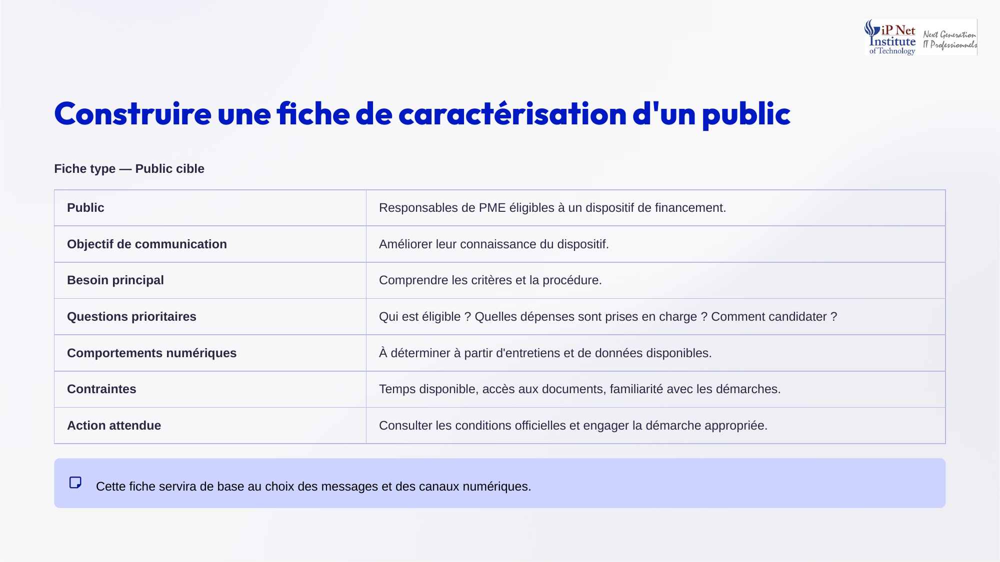 iP Net
Institute
of Technology
Next Generation
IT Professionnels
Construire une fiche de caractérisation d'un public
Fiche type — Public cible
Public
Responsables de PME éligibles à un dispositif de financement.
Objectif de communication
Améliorer leur connaissance du dispositif.
Besoin principal
Comprendre les critères et la procédure.
Questions prioritaires
Qui est éligible ? Quelles dépenses sont prises en charge ? Comment candidater ?
Comportements numériques
À déterminer à partir d'entretiens et de données disponibles.
Contraintes
Temps disponible, accès aux documents, familiarité avec les démarches.
Action attendue
Consulter les conditions officielles et engager la démarche appropriée.
Cette fiche servira de base au choix des messages et des canaux numériques.